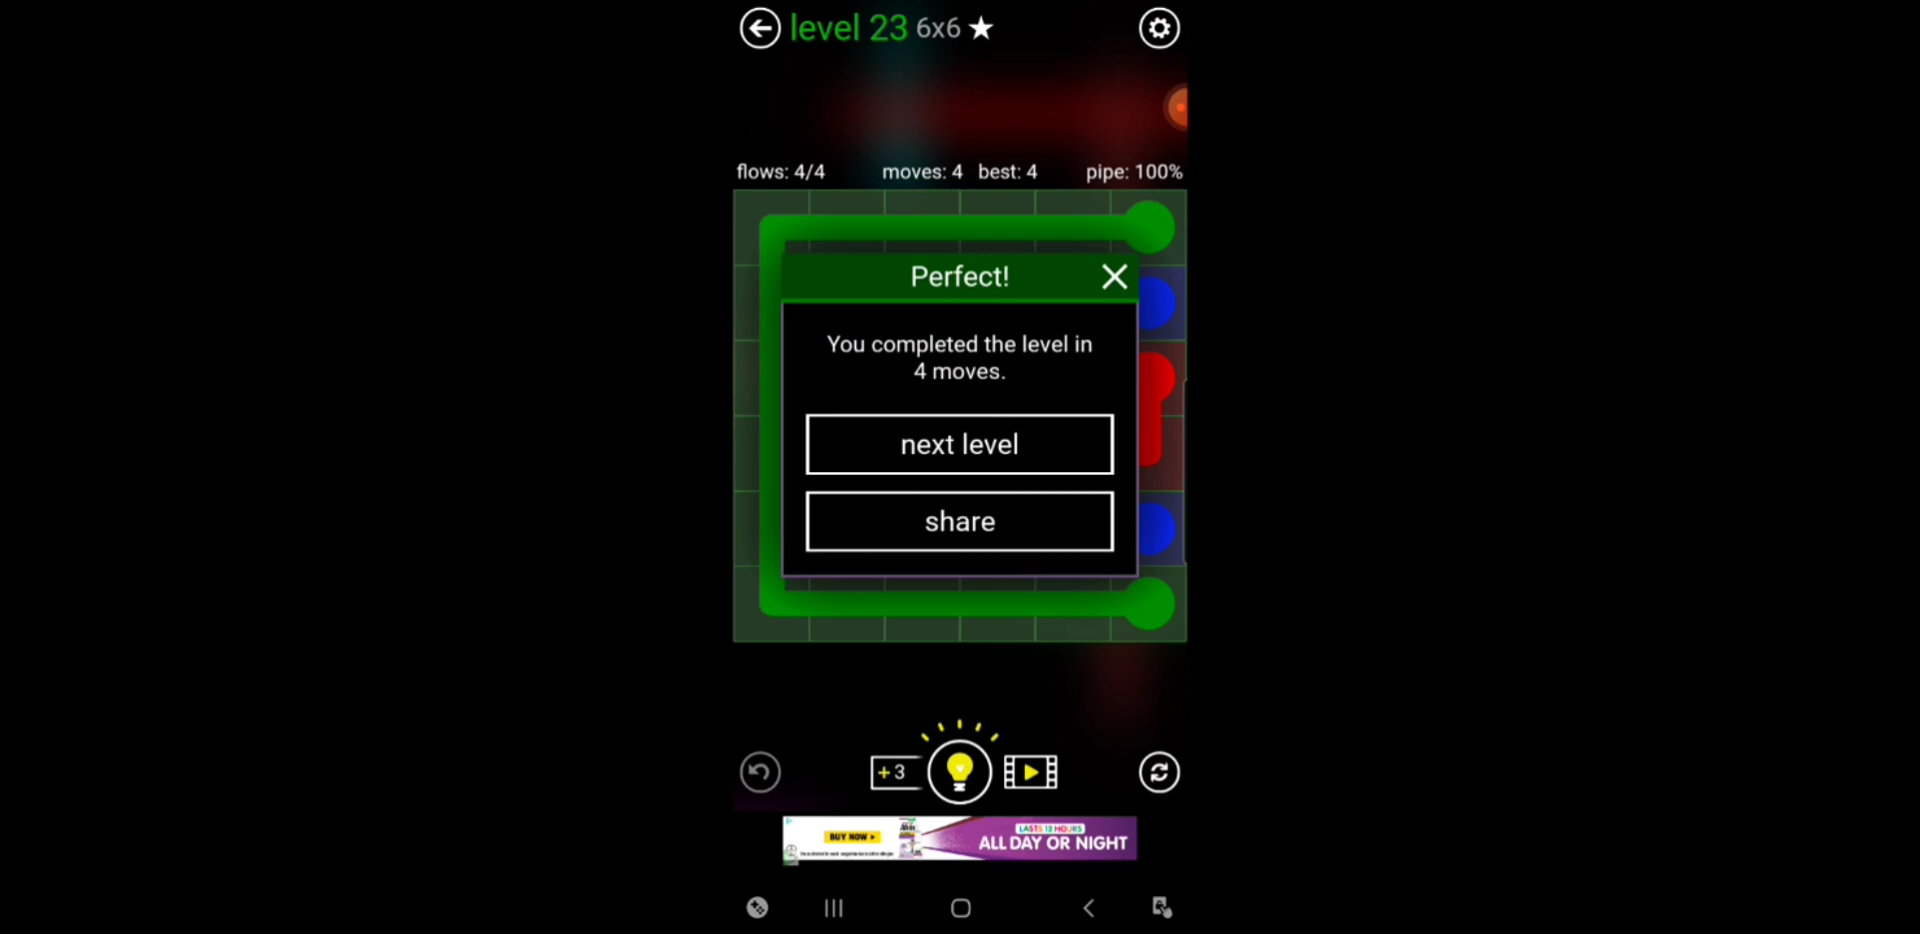 level 23 6x6
flows: 4/4 moves: 4 best: 4 pipe: 100%
Perfect!
You completed the level in
4 moves.
next level
share
+3
BUY NOW
LASTS 12 HOURS
ALL DAY OR NIGHT